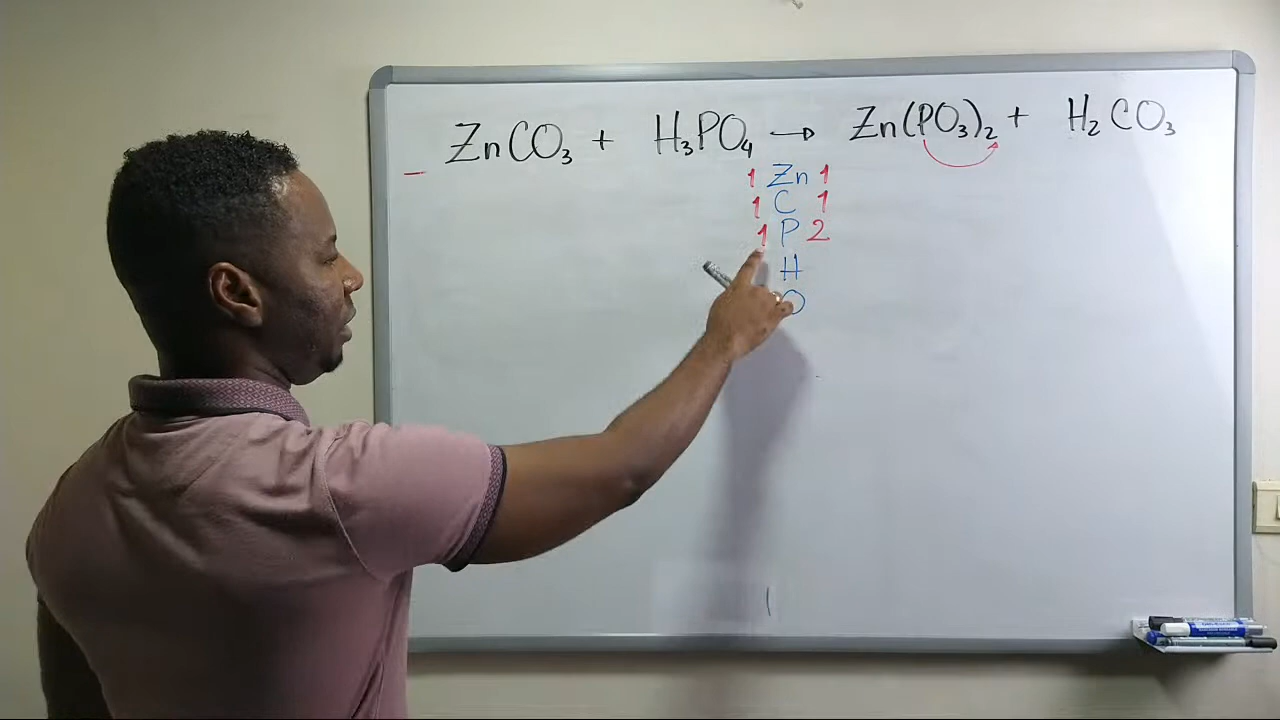 ZnCO₃ + H₃PO₄ → Zn(PO₃)₂ + H₂CO₃
1 Zn 1
1 C 1
1 P 2
H
O